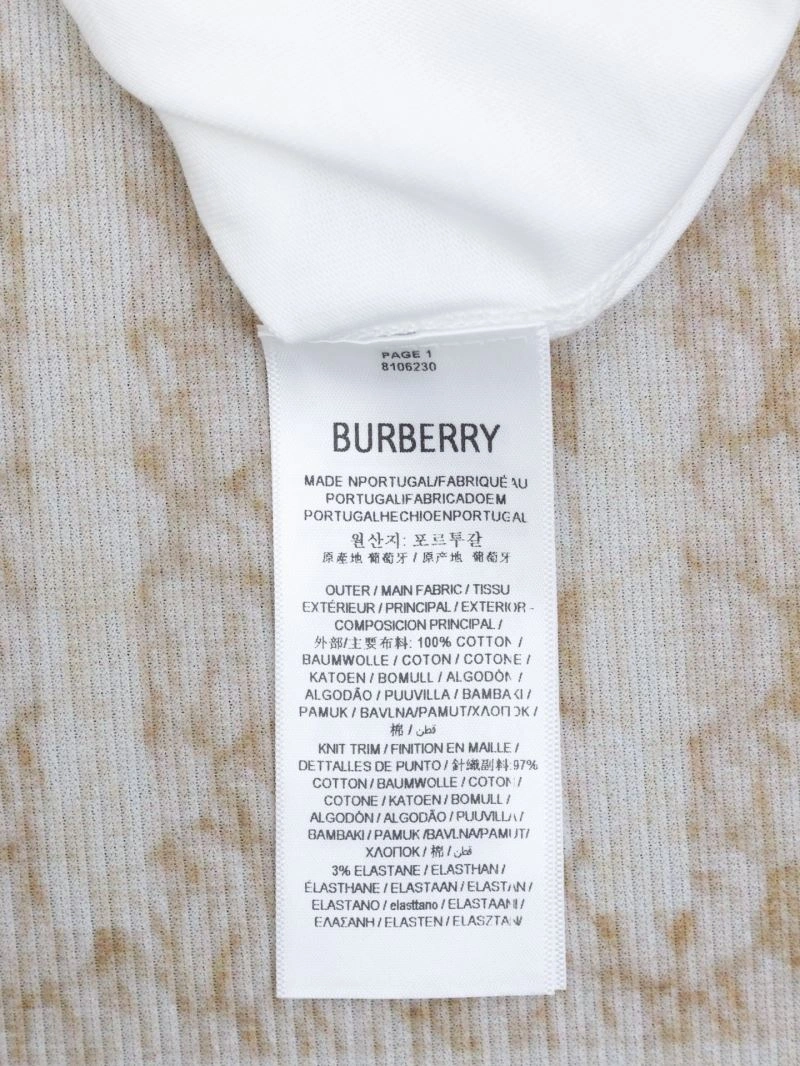 PAGE 1
8106230
BURBERRY
MADE NPORTUGAL/FABRIQUÉ AU
PORTUGALIFABRICADOEM
PORTUGALHECHIOENPORTUGAL
원산지: 포르투갈
原產地 葡萄牙 / 原产地 葡萄牙
OUTER / MAIN FABRIC / TISSU
EXTÉRIEUR / PRINCIPAL / EXTERIOR -
COMPOSICION PRINCIPAL /
外部/主要布料: 100% COTTON /
BAUMWOLLE / COTON / COTONE /
KATOEN / BOMULL / ALGODÓN /
ALGODÃO / PUUVILLA / BAMBAKI /
PAMUK / BAVLNA/PAMUT/ХЛОПОК /
棉 / قطن
KNIT TRIM / FINITION EN MAILLE /
DETTALLES DE PUNTO / 針織副料:97%
COTTON / BAUMWOLLE / COTON /
COTONE / KATOEN / BOMULL /
ALGODÓN / ALGODÃO / PUUVILLA /
BAMBAKI / PAMUK /BAVLNA/PAMUT/
ХЛОПОК / 棉 / قطن
3% ELASTANE / ELASTHAN /
ÉLASTHANE / ELASTAAN / ELASTAN /
ELASTANO / elasttano / ELASTAANI /
ΕΛΑΣΑΝΗ / ELASTEN / ELASZTAN